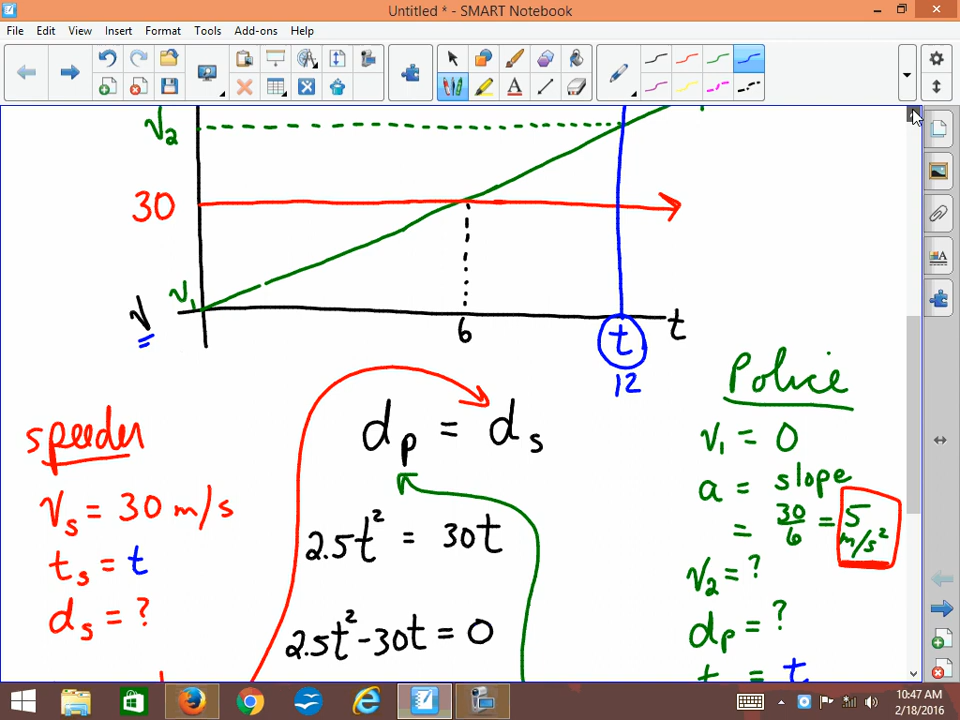 Untitled * - SMART Notebook
File Edit View Insert Format Tools Add-ons Help
V₂
30
V₁
V
6
t
12
t
speeder
Vₛ = 30 m/s
tₛ = t
dₛ = ?
dₚ = dₛ
2.5t² = 30t
2.5t² - 30t = 0
Police
V₁ = 0
a = slope
= 30/6 = 5 m/s²
V₂ = ?
dₚ = ?
t = t
10:47 AM
2/18/2016